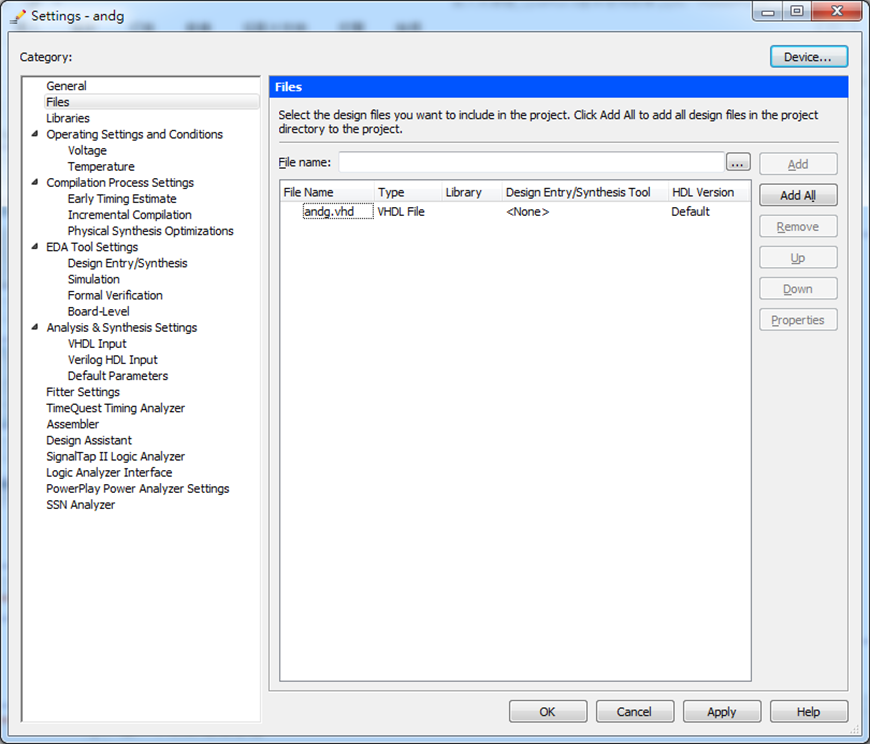 Settings - andg
Category:
Device...
General
Files
Libraries
Operating Settings and Conditions
Voltage
Temperature
Compilation Process Settings
Early Timing Estimate
Incremental Compilation
Physical Synthesis Optimizations
EDA Tool Settings
Design Entry/Synthesis
Simulation
Formal Verification
Board-Level
Analysis & Synthesis Settings
VHDL Input
Verilog HDL Input
Default Parameters
Fitter Settings
TimeQuest Timing Analyzer
Assembler
Design Assistant
SignalTap II Logic Analyzer
Logic Analyzer Interface
PowerPlay Power Analyzer Settings
SSN Analyzer
Files
Select the design files you want to include in the project. Click Add All to add all design files in the project
directory to the project.
File name:
...
Add
File Name Type Library Design Entry/Synthesis Tool HDL Version
andg.vhd VHDL File <None> Default
Add All
Remove
Up
Down
Properties
OK Cancel Apply Help